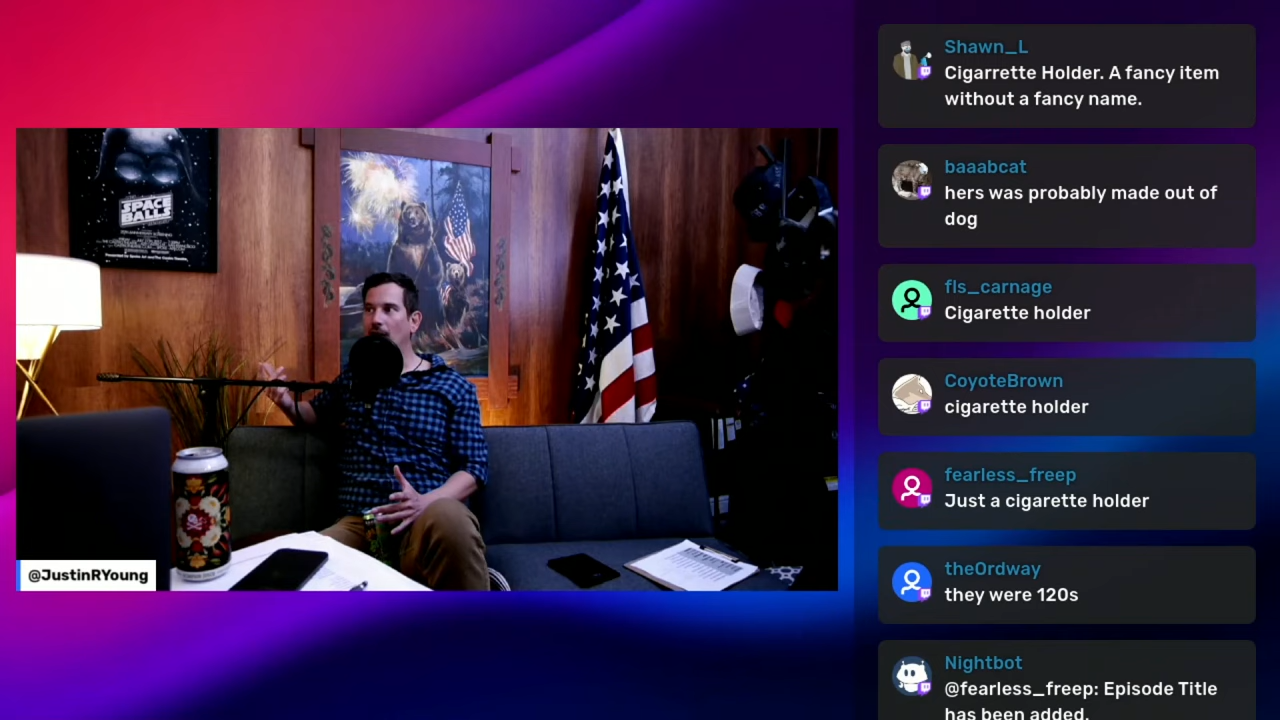 SPACE
BALLS
@JustinRYoung
Shawn_L
Cigarrette Holder. A fancy item
without a fancy name.
baaabcat
hers was probably made out of
dog
fls_carnage
Cigarette holder
CoyoteBrown
cigarette holder
fearless_freep
Just a cigarette holder
theOrdway
they were 120s
Nightbot
@fearless_freep: Episode Title
has been added.